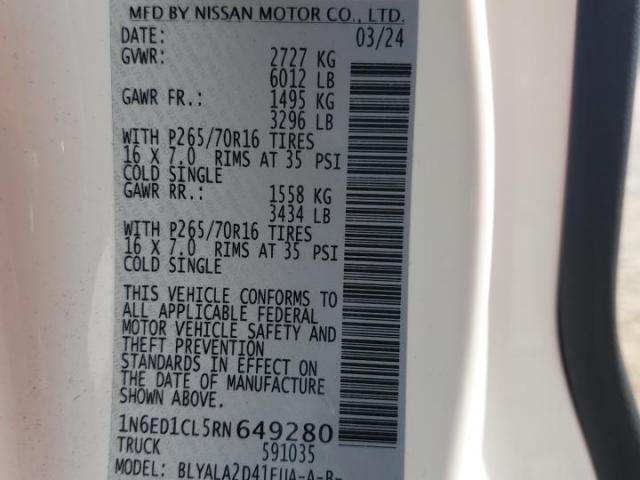 MFD BY NISSAN MOTOR CO., LTD.
DATE: 03/24
GVWR: 2727 KG
6012 LB
GAWR FR.: 1495 KG
3296 LB
WITH P265/70R16 TIRES
16 X 7.0 RIMS AT 35 PSI
COLD SINGLE
GAWR RR.: 1558 KG
3434 LB
WITH P265/70R16 TIRES
16 X 7.0 RIMS AT 35 PSI
COLD SINGLE
THIS VEHICLE CONFORMS TO
ALL APPLICABLE FEDERAL
MOTOR VEHICLE SAFETY AND
THEFT PREVENTION
STANDARDS IN EFFECT ON
THE DATE OF MANUFACTURE
SHOWN ABOVE.
1N6ED1CL5RN649280
TRUCK 591035
MODEL: BLYALA2D41EUA-A-B-